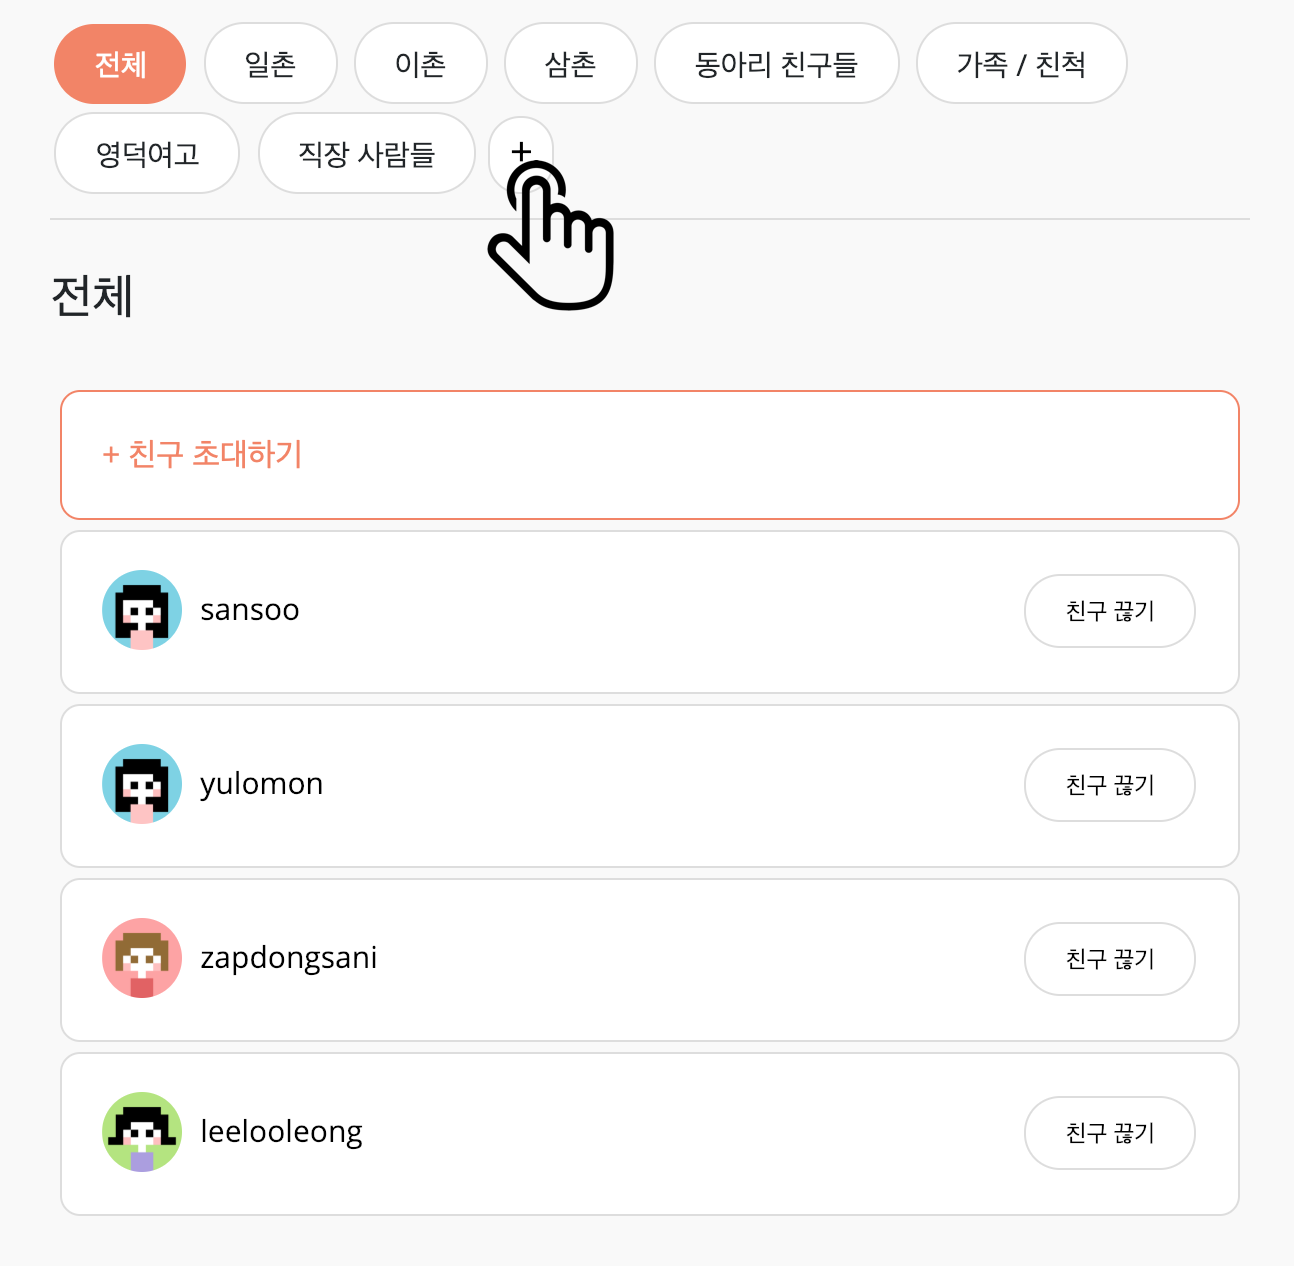 전체 일촌 이촌 삼촌 동아리 친구들 가족 / 친척
영덕여고 직장 사람들 +
전체
+ 친구 초대하기
sansoo 친구 끊기
yulomon 친구 끊기
zapdongsani 친구 끊기
leelooleong 친구 끊기